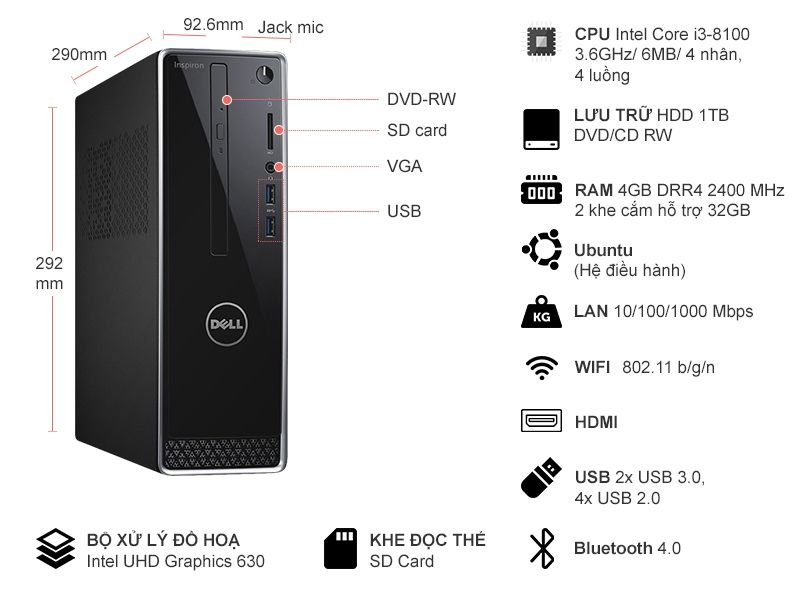 92.6mm
Jack mic
290mm
Inspiron
DVD-RW
SD card
VGA
USB
292
mm
DELL
CPU Intel Core i3-8100
3.6GHz/ 6MB/ 4 nhân,
4 luồng
LƯU TRỮ HDD 1TB
DVD/CD RW
RAM 4GB DRR4 2400 MHz
2 khe cắm hỗ trợ 32GB
Ubuntu
(Hệ điều hành)
KG
LAN 10/100/1000 Mbps
WIFI 802.11 b/g/n
HDMI
USB 2x USB 3.0,
4x USB 2.0
BỘ XỬ LÝ ĐỒ HOẠ
Intel UHD Graphics 630
KHE ĐỌC THẺ
SD Card
Bluetooth 4.0